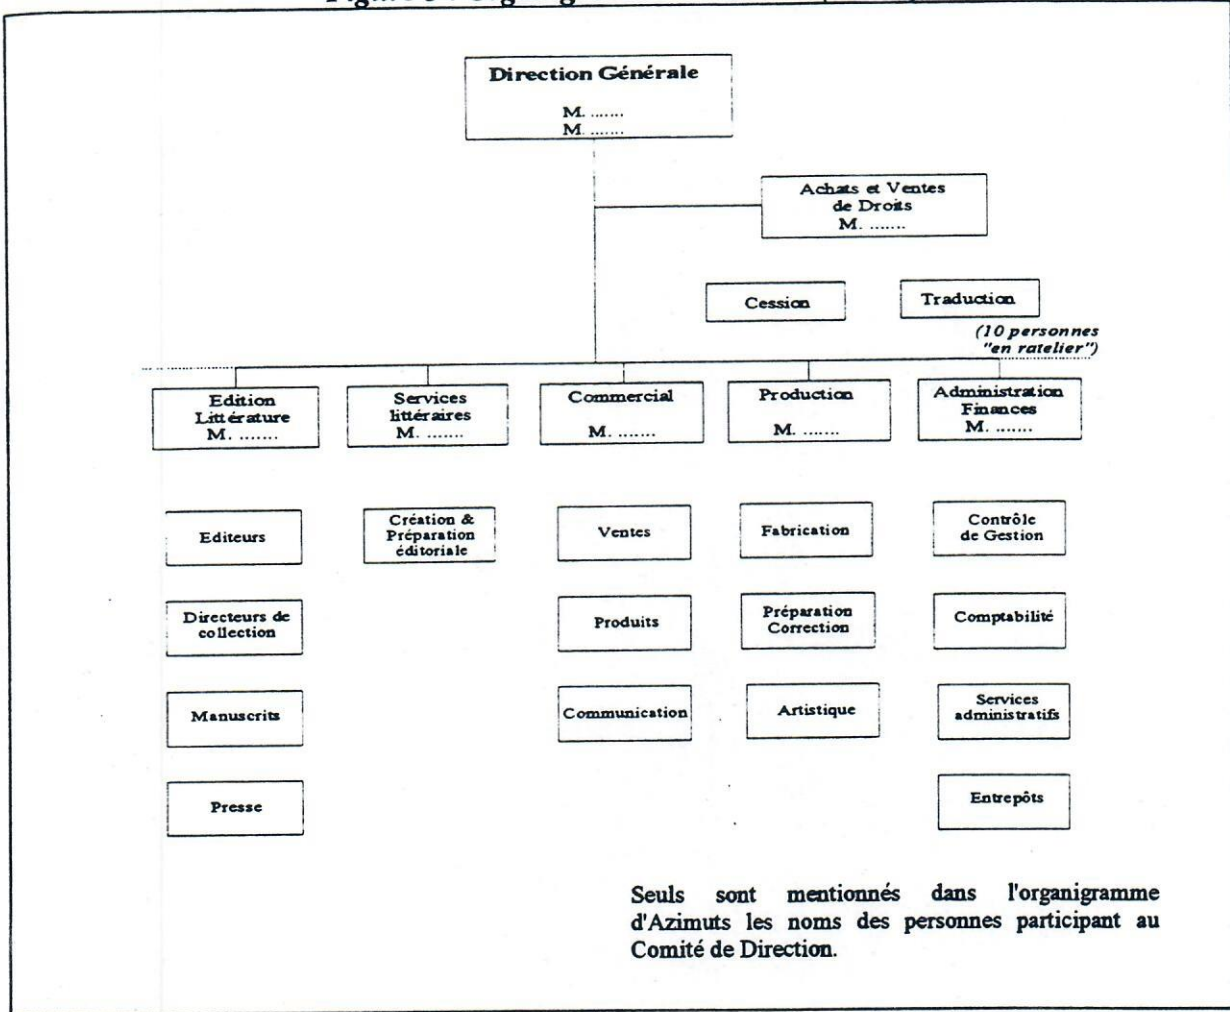 Direction Générale
M. .......
M. .......
Achats et Ventes
de Droits
M. .......
Cession
Traduction
(10 personnes
"en ratelier")
Edition
Littérature
M. .......
Services
littéraires
M. .......
Commercial
M. .......
Production
M. .......
Administration
Finances
M. .......
Editeurs
Création &
Préparation
éditoriale
Ventes
Fabrication
Contrôle
de Gestion
Directeurs de
collection
Produits
Préparation
Correction
Comptabilité
Manuscrits
Communication
Artistique
Services
administratifs
Presse
Entrepôts
Seuls sont mentionnés dans l'organigramme
d'Azimuts les noms des personnes participant au
Comité de Direction.